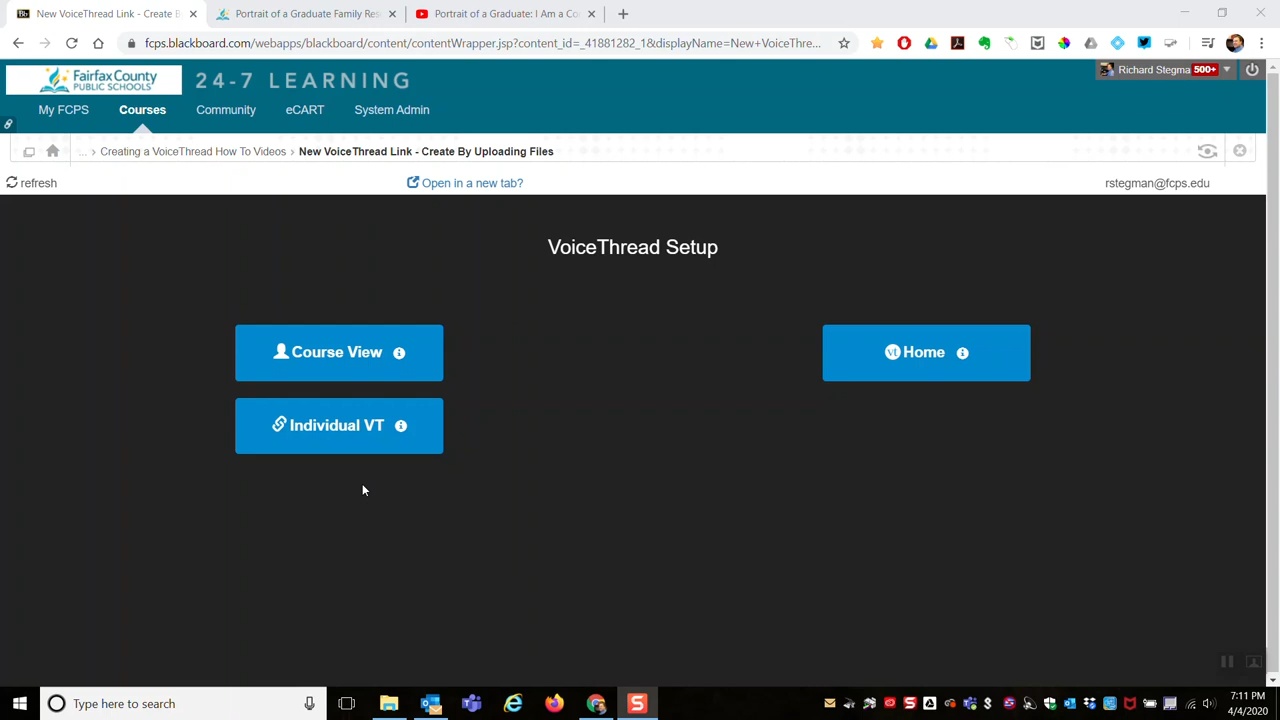 New VoiceThread Link - Create B
Portrait of a Graduate Family Res
Portrait of a Graduate: I Am a Co
fcps.blackboard.com/webapps/blackboard/content/contentWrapper.jsp?content_id=_41881282_1&displayName=New+VoiceThre...
Fairfax County
PUBLIC SCHOOLS
24-7 LEARNING
Richard Stegma 500+
My FCPS Courses Community eCART System Admin
... > Creating a VoiceThread How To Videos > New VoiceThread Link - Create By Uploading Files
refresh
Open in a new tab?
rstegman@fcps.edu
VoiceThread Setup
Course View
vt Home
Individual VT
Type here to search
7:11 PM
4/4/2020